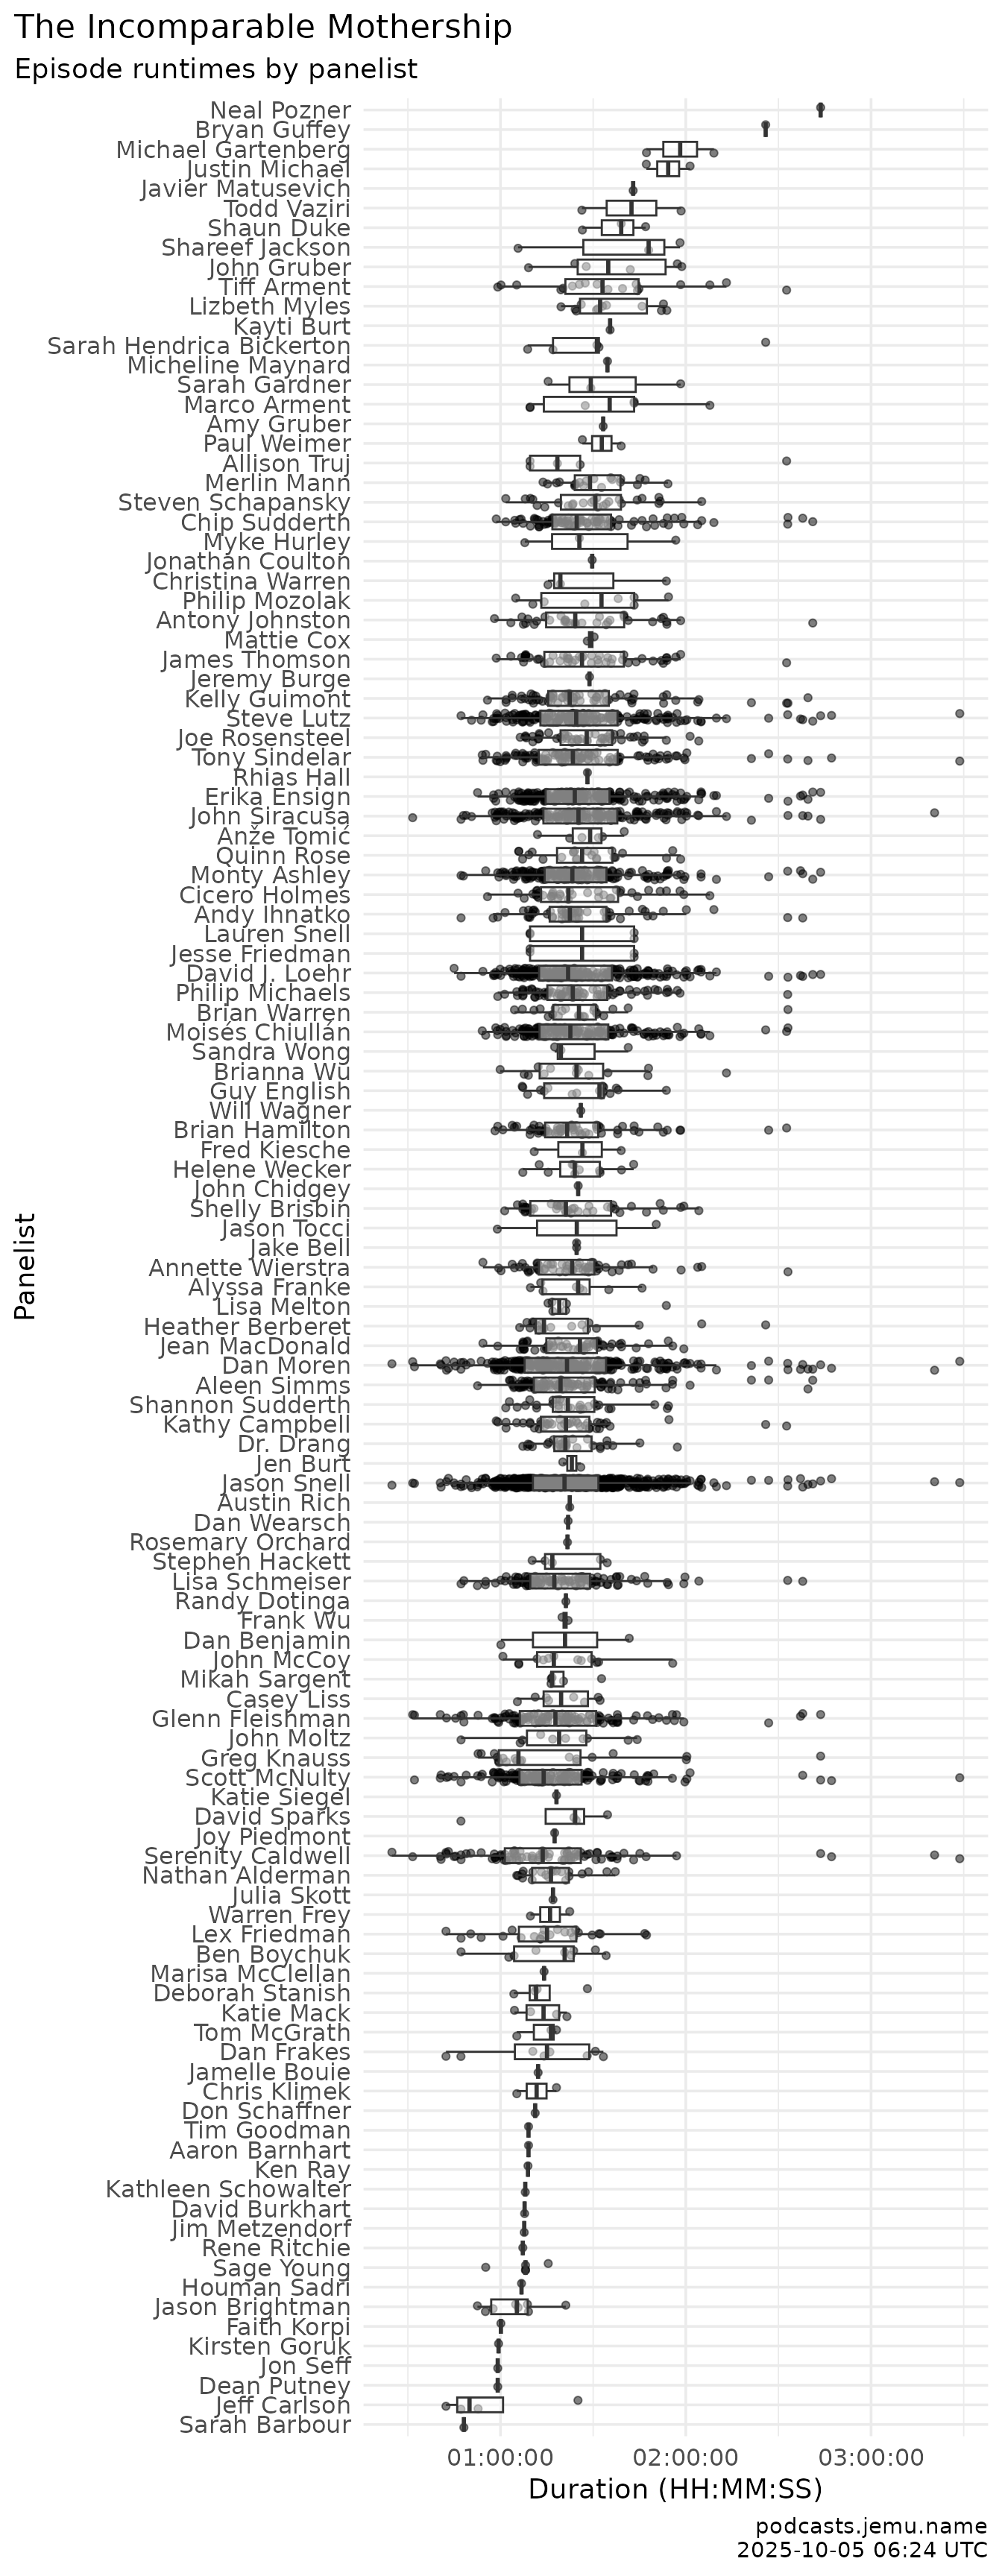 The Incomparable Mothership
Episode runtimes by panelist
Neal Pozner
Bryan Guffey
Michael Gartenberg
Justin Michael
Javier Matusevich
Todd Vaziri
Shaun Duke
Shareef Jackson
John Gruber
Tiff Arment
Lizbeth Myles
Kayti Burt
Sarah Hendrica Bickerton
Micheline Maynard
Sarah Gardner
Marco Arment
Amy Gruber
Paul Weimer
Allison Truj
Merlin Mann
Steven Schapansky
Chip Sudderth
Myke Hurley
Jonathan Coulton
Christina Warren
Philip Mozolak
Antony Johnston
Mattie Cox
James Thomson
Jeremy Burge
Kelly Guimont
Steve Lutz
Joe Rosensteel
Tony Sindelar
Rhias Hall
Erika Ensign
John Siracusa
Anže Tomić
Quinn Rose
Monty Ashley
Cicero Holmes
Andy Ihnatko
Lauren Snell
Jesse Friedman
David J. Loehr
Philip Michaels
Brian Warren
Moisés Chiullán
Sandra Wong
Brianna Wu
Guy English
Will Wagner
Brian Hamilton
Fred Kiesche
Helene Wecker
John Chidgey
Shelly Brisbin
Jason Tocci
Jake Bell
Annette Wierstra
Alyssa Franke
Lisa Melton
Heather Berberet
Jean MacDonald
Dan Moren
Aleen Simms
Shannon Sudderth
Kathy Campbell
Dr. Drang
Jen Burt
Jason Snell
Austin Rich
Dan Wearsch
Rosemary Orchard
Stephen Hackett
Lisa Schmeiser
Randy Dotinga
Frank Wu
Dan Benjamin
John McCoy
Mikah Sargent
Casey Liss
Glenn Fleishman
John Moltz
Greg Knauss
Scott McNulty
Katie Siegel
David Sparks
Joy Piedmont
Serenity Caldwell
Nathan Alderman
Julia Skott
Warren Frey
Lex Friedman
Ben Boychuk
Marisa McClellan
Deborah Stanish
Katie Mack
Tom McGrath
Dan Frakes
Jamelle Bouie
Chris Klimek
Don Schaffner
Tim Goodman
Aaron Barnhart
Ken Ray
Kathleen Schowalter
David Burkhart
Jim Metzendorf
Rene Ritchie
Sage Young
Houman Sadri
Jason Brightman
Faith Korpi
Kirsten Goruk
Jon Seff
Dean Putney
Jeff Carlson
Sarah Barbour
Panelist
01:00:00 02:00:00 03:00:00
Duration (HH:MM:SS)
podcasts.jemu.name
2025-10-05 06:24 UTC